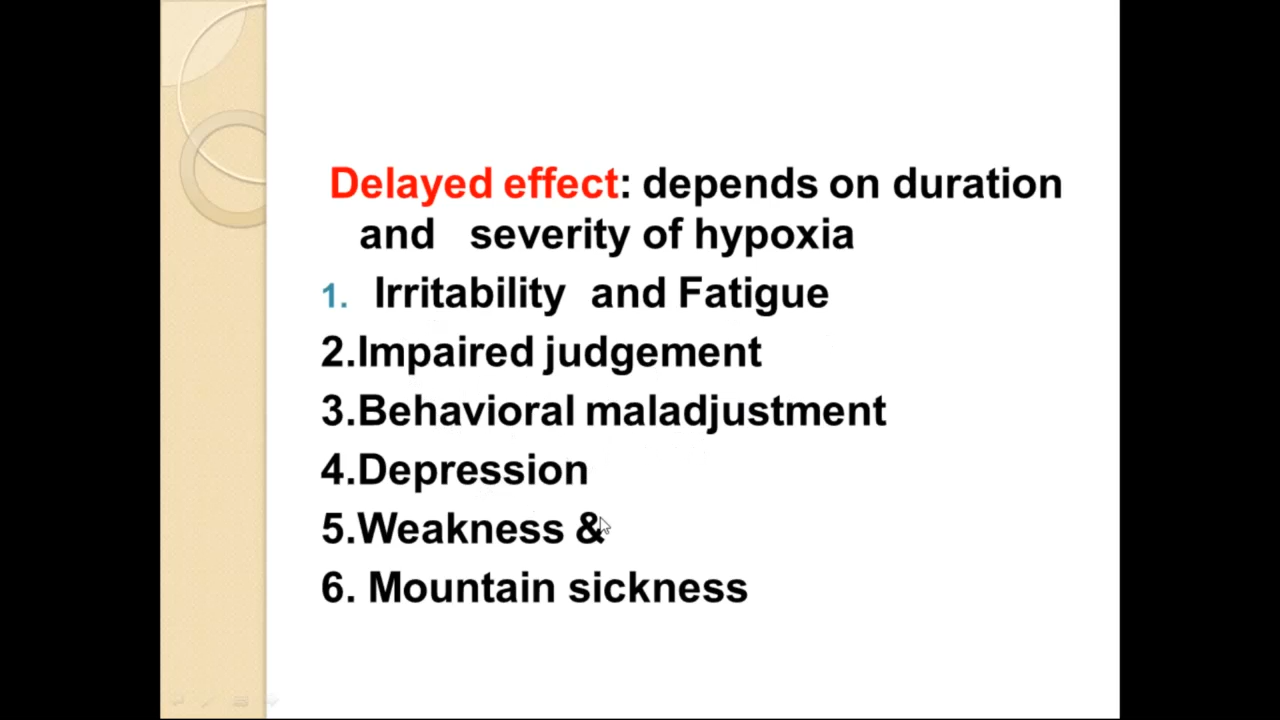 Delayed effect: depends on duration
and severity of hypoxia
1. Irritability and Fatigue
2.Impaired judgement
3.Behavioral maladjustment
4.Depression
5.Weakness &
6. Mountain sickness